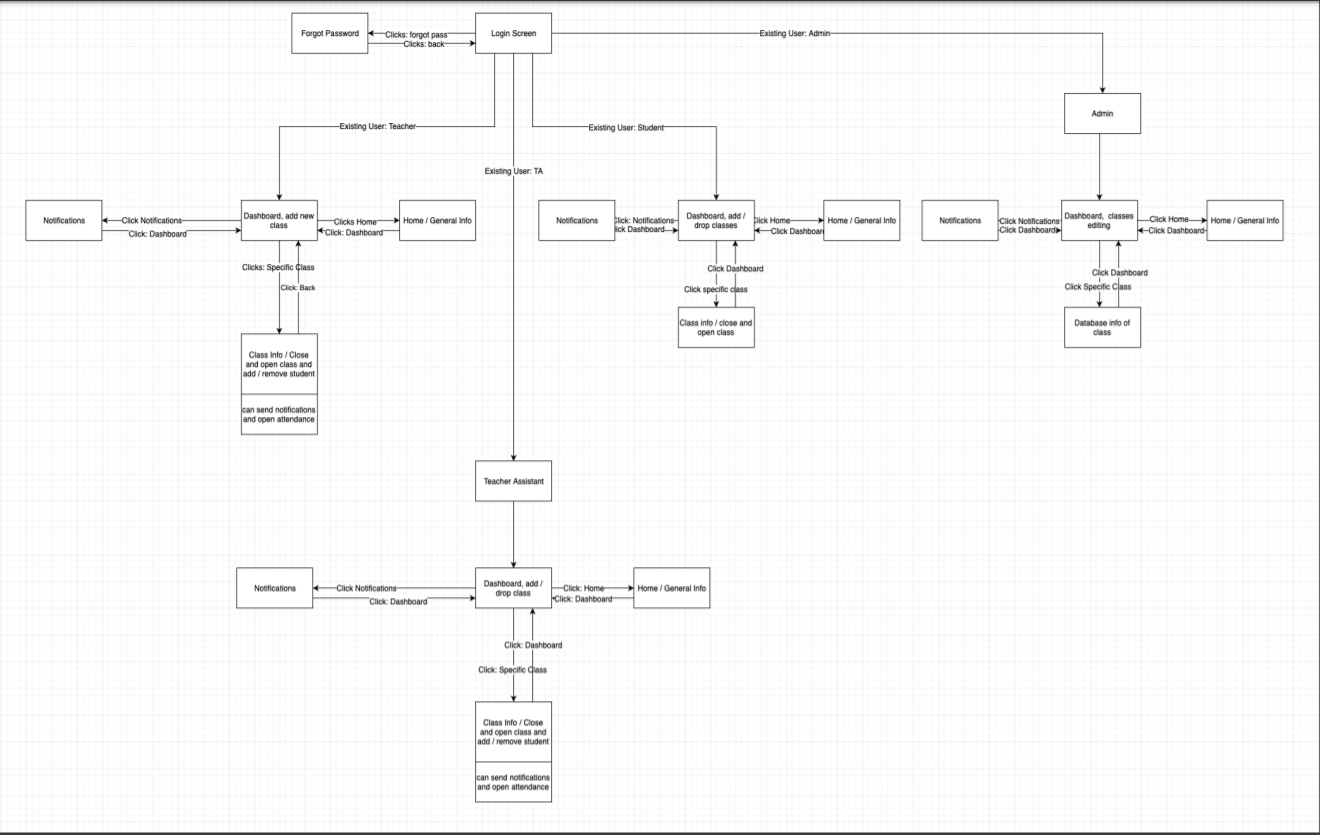 Forgot Password
Clicks: forgot pass
Clicks: back
Login Screen
Existing User: Admin
Admin
Existing User: Teacher
Existing User: Student
Existing User: TA
Notifications
Click Notifications
Click: Dashboard
Dashboard, add new
class
Clicks Home
Click: Dashboard
Home / General Info
Notifications
Click: Notifications
lick Dashboard
Dashboard, add /
drop classes
Click Home
Click Dashboar
Home / General Info
Notifications
Click Notifications
Click Dashboard
Dashboard, classes
editing
Click Home
Click Dashboard
Home / General Info
Clicks: Specific Class
Click: Back
Click Dashboard
Click specific class
Click Dashboard
Click Specific Class
Class info / close and
open class
Database info of
class
Class Info / Close
and open class and
add / remove student
can send notifications
and open attendance
Teacher Assistant
Notifications
Click Notifications
Click: Dashboard
Dashboard, add /
drop class
Click: Home
Click: Dashboard
Home / General Info
Click: Dashboard
Click: Specific Class
Class Info / Close
and open class and
add / remove student
can send notifications
and open attendance